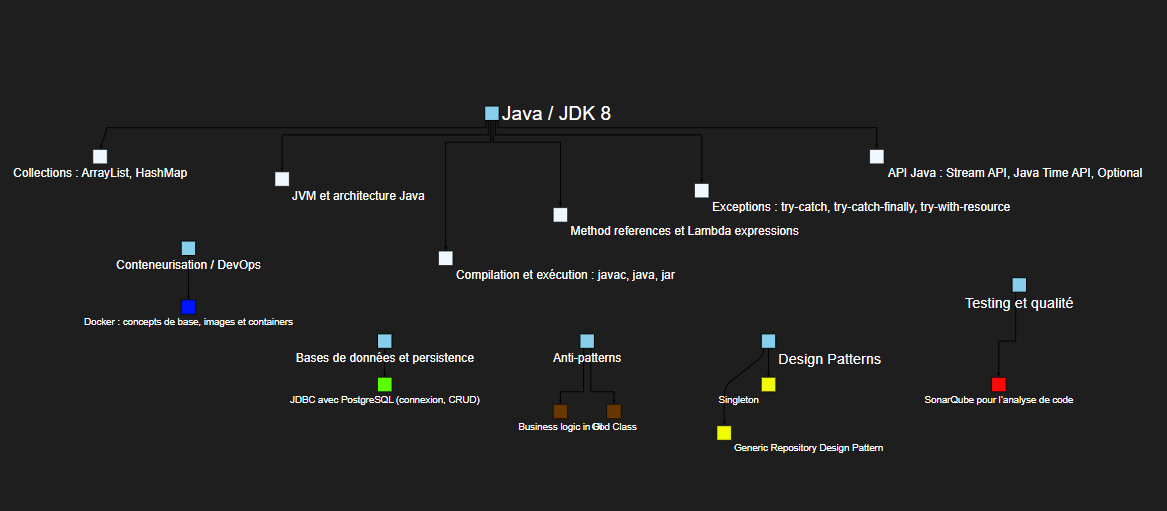 Java / JDK 8
Collections : ArrayList, HashMap
API Java : Stream API, Java Time API, Optional
JVM et architecture Java
Exceptions : try-catch, try-catch-finally, try-with-resource
Method references et Lambda expressions
Conteneurisation / DevOps
Compilation et exécution : javac, java, jar
Testing et qualité
Docker : concepts de base, images et containers
Bases de données et persistence
Anti-patterns
Design Patterns
JDBC avec PostgreSQL (connexion, CRUD)
Singleton
SonarQube pour l'analyse de code
Business logic in
God Class
Generic Repository Design Pattern